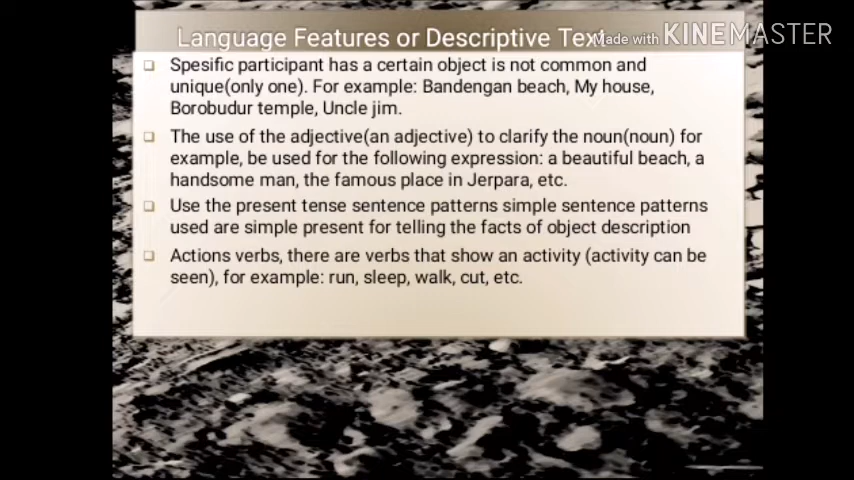 Language Features or Descriptive Text
Made with KINEMASTER
Spesific participant has a certain object is not common and
unique(only one). For example: Bandengan beach, My house,
Borobudur temple, Uncle jim.
The use of the adjective(an adjective) to clarify the noun(noun) for
example, be used for the following expression: a beautiful beach, a
handsome man, the famous place in Jerpara, etc.
Use the present tense sentence patterns simple sentence patterns
used are simple present for telling the facts of object description
Actions verbs, there are verbs that show an activity (activity can be
seen), for example: run, sleep, walk, cut, etc.